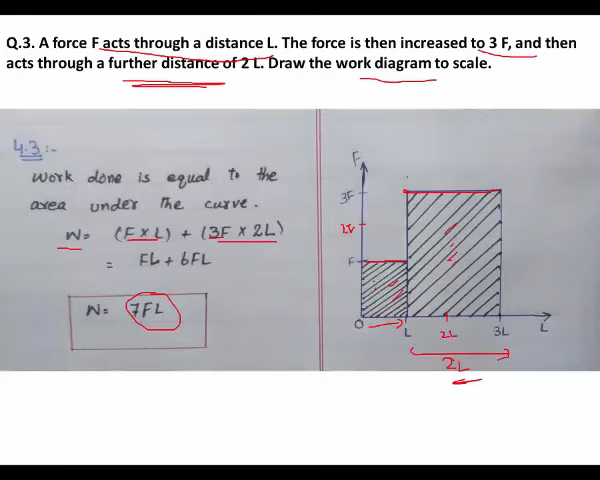 Q.3. A force F acts through a distance L. The force is then increased to 3 F, and then
acts through a further distance of 2 L. Draw the work diagram to scale.
4.3:-
Work done is equal to the
area under the curve.
W= (F×L) + (3F × 2L)
= FL + 6FL
W= 7FL
F
3F
2F
F
O
L
2L
3L
L
2L